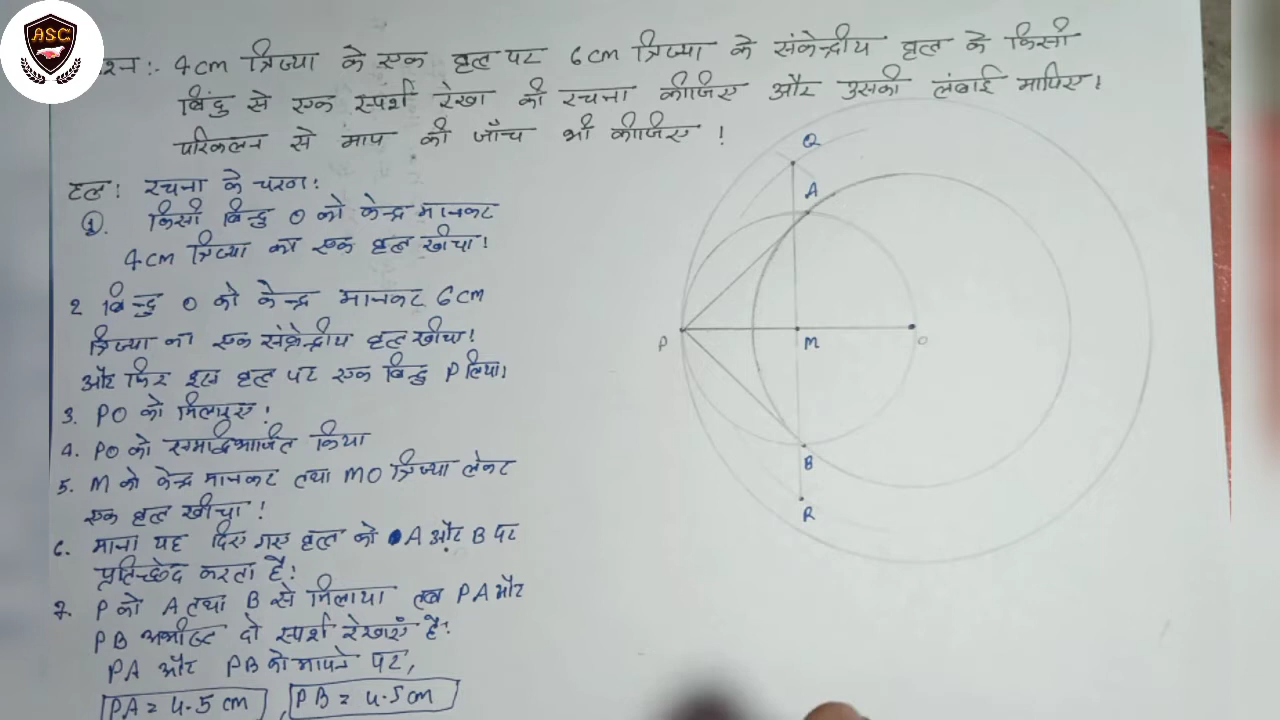 ASC
श्न :- 4cm त्रिज्या के एक वृत्त पर 6cm त्रिज्या के संकेन्द्रीय वृत्त के किसी
बिंदु से एक स्पर्श रेखा की रचना कीजिए और उसकी लंबाई मापिए।
परिकलन से माप की जाँच भी कीजिए !
हल: रचना के चरण:
1. किसी बिन्दु O को केन्द्र मानकर
4cm त्रिज्या का एक वृत्त खींचा।
2 बिन्दु O को केन्द्र मानकर 6cm
त्रिज्या का एक संकेन्द्रीय वृत्त खींचा।
और फिर इस वृत्त पर एक बिंदु P लिया।
3. PO को मिलाएए।
4. PO को समद्विभाजित किया
5. M को केन्द्र मानकर तथा MO त्रिज्या लेकर
एक वृत्त खींचा !
6. माना यह दिए गए वृत्त को A और B पर
प्रतिच्छेद करता है।
7. P को A तथा B से मिलाया तब PA और
PB अभीष्ट दो स्पर्श रेखाएँ है।
PA और PB को मापने पर,
PA = 4.5 cm , PB = 4.5cm
Q
A
P
M
O
B
R